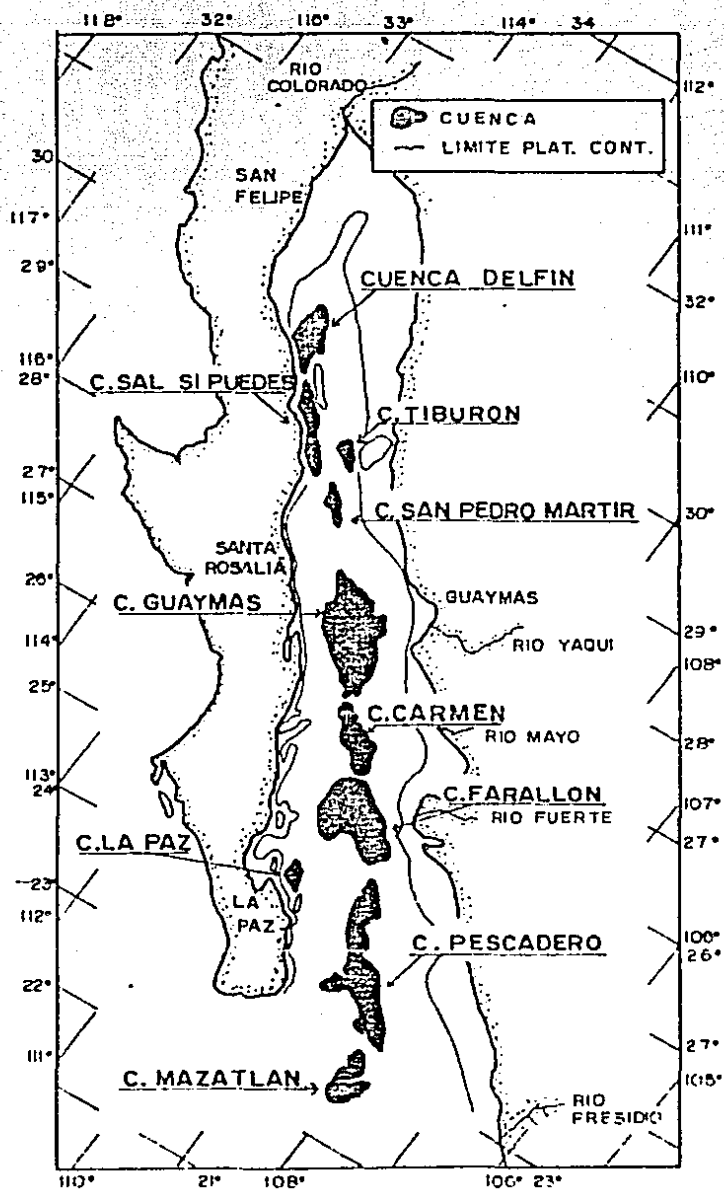 118° 32° 116° 33° 114° 34
RIO
COLORADO
112°
CUENCA
LIMITE PLAT. CONT.
30
SAN
FELIPE
117°
111°
29°
CUENCA DELFIN
32°
116°
28°
C. SAL SI PUEDES
110°
C. TIBURON
27°
115°
C. SAN PEDRO MARTIR
30°
SANTA
ROSALIA
26°
C. GUAYMAS
GUAYMAS
29°
114°
RIO YAQUI
108°
25°
C. CARMEN
RIO MAYO
28°
113°
24
C. FARALLON
107°
RIO FUERTE
27°
C. LA PAZ
23°
112°
LA
PAZ
C. PESCADERO
106°
26°
22°
111°
27°
105°
C. MAZATLAN
RIO
PRESIDIO
110° 21° 108° 106° 23°